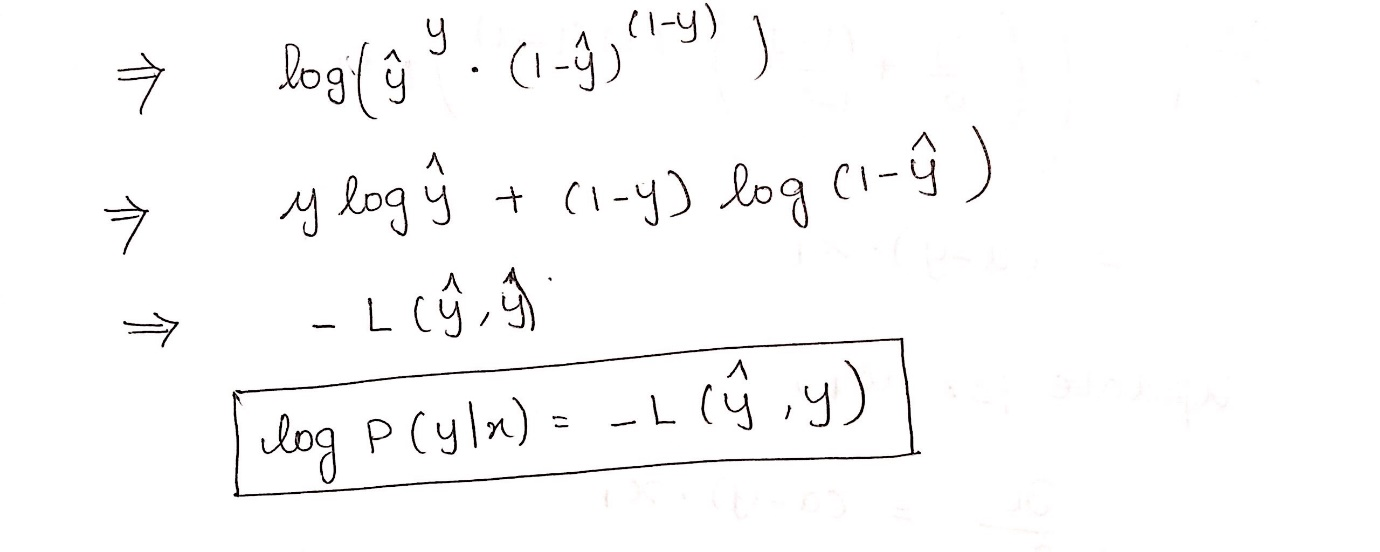 ⇒ log(ŷ^y · (1-ŷ)^(1-y))
⇒ y log ŷ + (1-y) log (1-ŷ)
⇒ - L (ŷ, ŷ)
log P(y|x) = - L (ŷ, y)